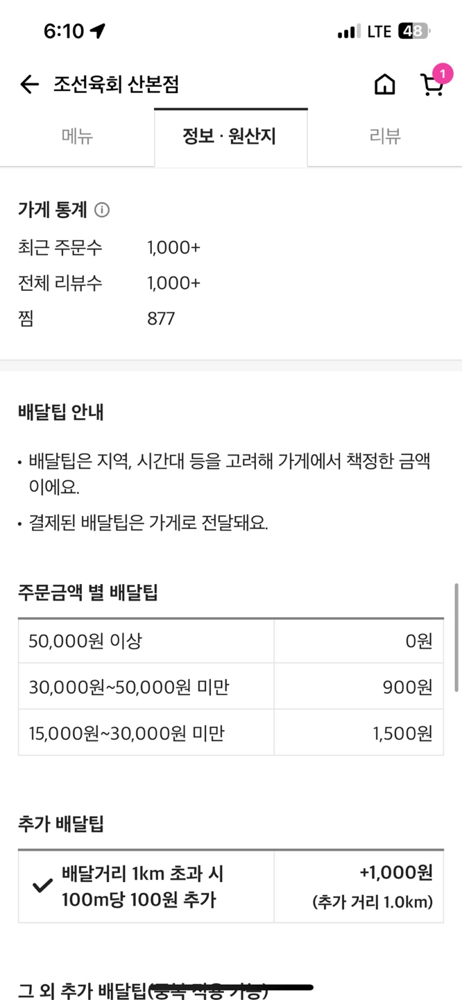 6:10
LTE 48
조선육회 산본점
1
메뉴
정보 · 원산지
리뷰
가게 통계
최근 주문수 1,000+
전체 리뷰수 1,000+
찜 877
배달팁 안내
• 배달팁은 지역, 시간대 등을 고려해 가게에서 책정한 금액
이에요.
• 결제된 배달팁은 가게로 전달돼요.
주문금액 별 배달팁
50,000원 이상 0원
30,000원~50,000원 미만 900원
15,000원~30,000원 미만 1,500원
추가 배달팁
배달거리 1km 초과 시 +1,000원
100m당 100원 추가 (추가 거리 1.0km)
그 외 추가 배달팁(중복 적용 가능)